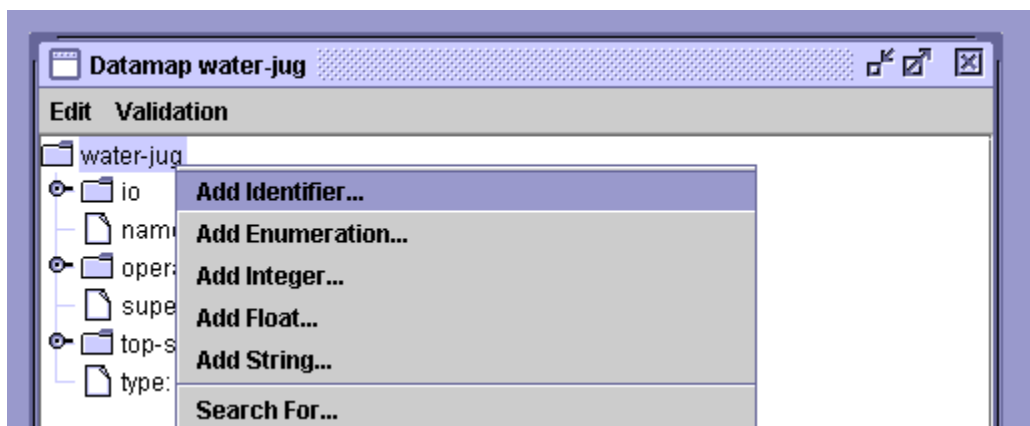 Datamap water-jug
Edit Validation
water-jug
io
Add Identifier...
Add Enumeration...
Add Integer...
Add Float...
Add String...
type:
Search For...